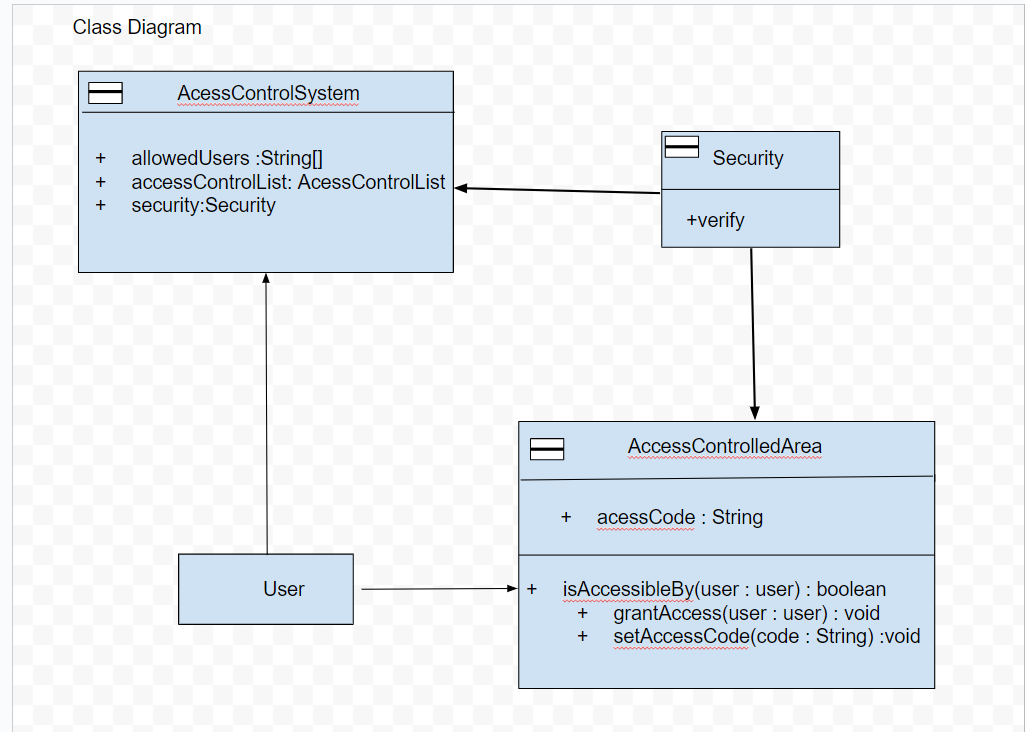 Class Diagram
AcessControlSystem
+ allowedUsers :String[]
+ accessControlList: AcessControlList
+ security:Security
Security
+verify
AccessControlledArea
+ acessCode : String
User
+ isAccessibleBy(user : user) : boolean
+ grantAccess(user : user) : void
+ setAccessCode(code : String) :void